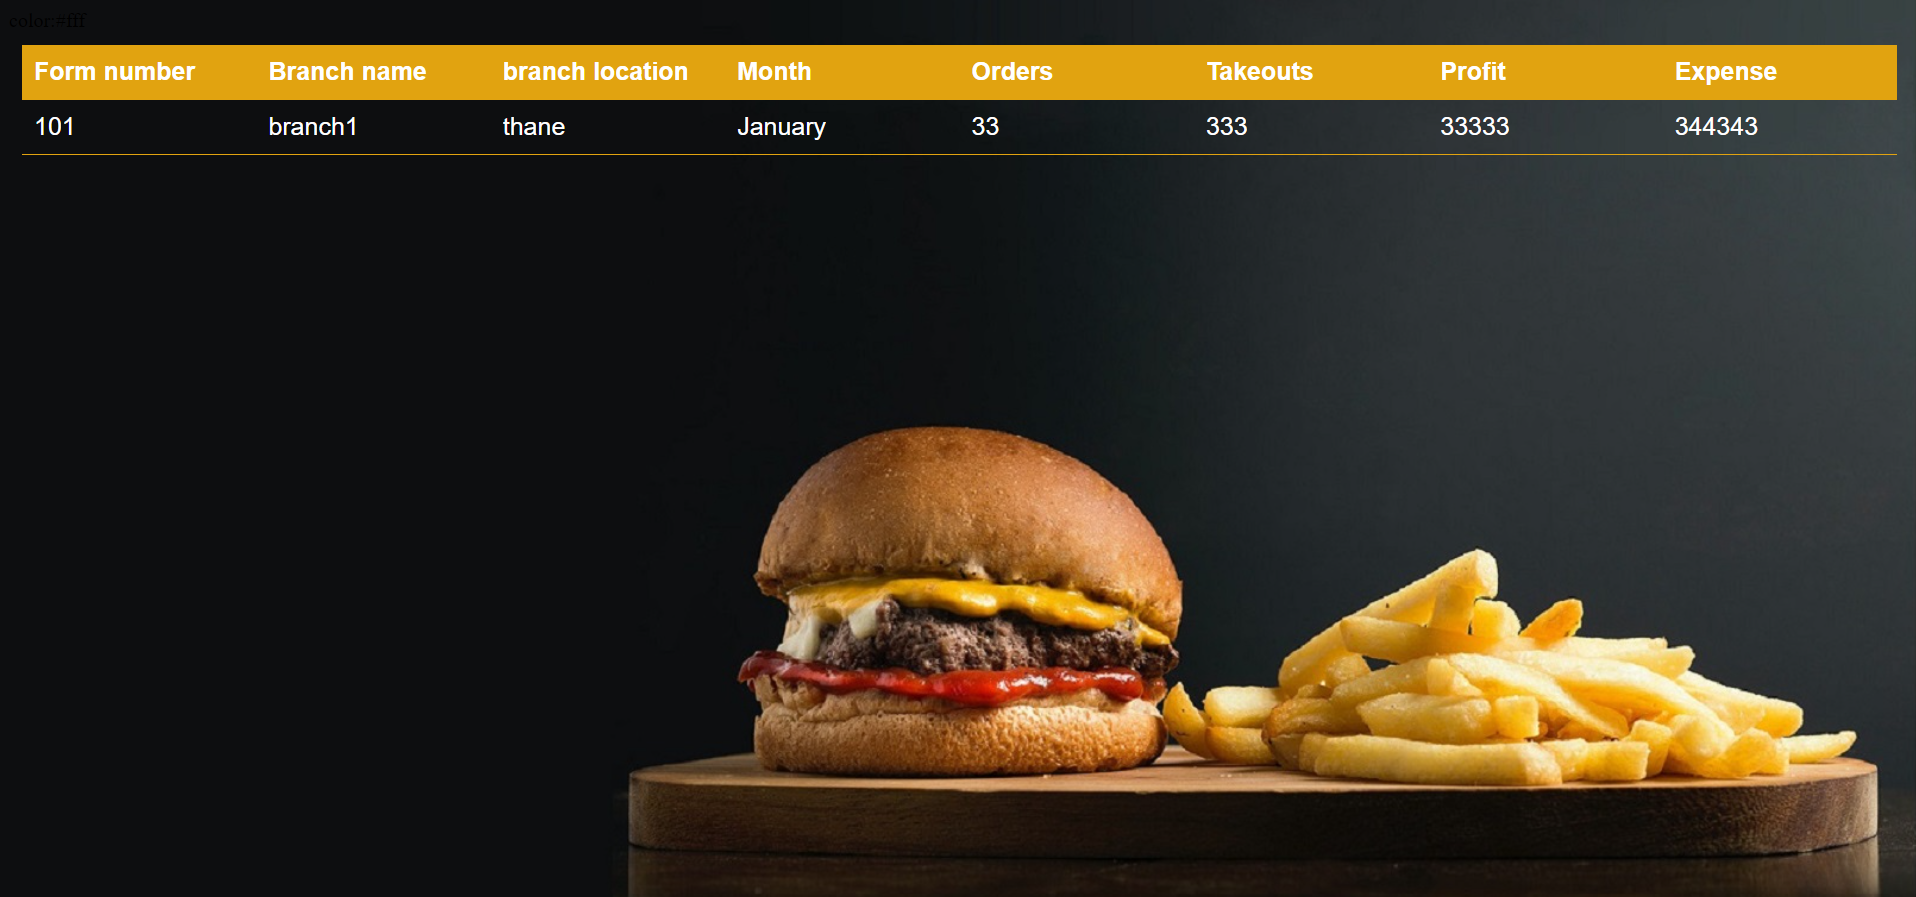 color:#fff
Form number Branch name branch location Month Orders Takeouts Profit Expense
101 branch1 thane January 33 333 33333 344343